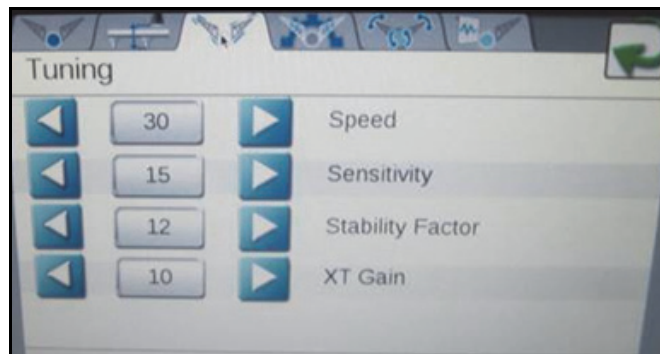 Tuning
30 Speed
15 Sensitivity
12 Stability Factor
10 XT Gain